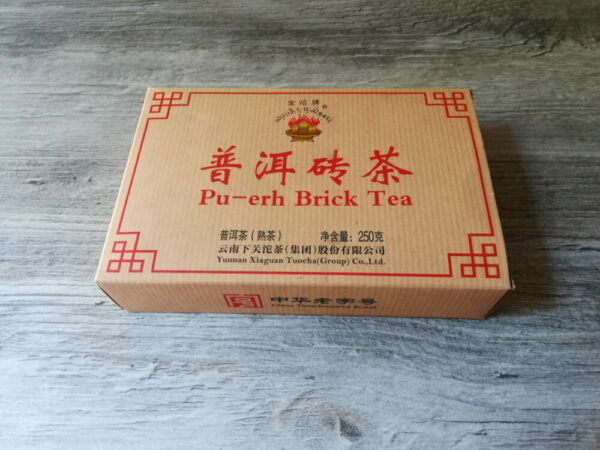 宝焰牌
普洱砖茶
Pu-erh Brick Tea
普洱茶(熟茶) 净含量: 250克
云南下关沱茶(集团)股份有限公司
Yunnan Xiaguan Tuocha(Group) Co.,Ltd.
中华老字号
China Time-honored Brand